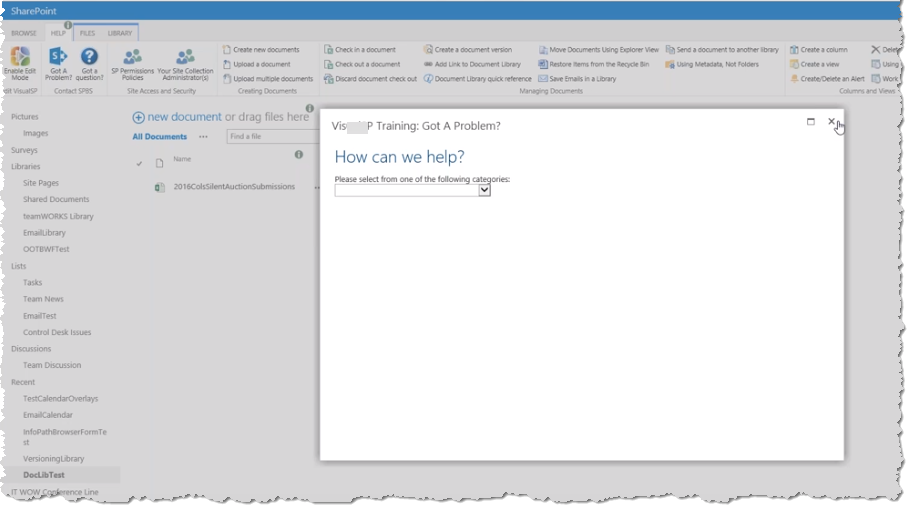 SharePoint
BROWSE HELP FILES LIBRARY
Enable Edit Mode
Got A Problem?
Got a question?
SP Permissions Policies
Your Site Collection Administrator(s)
Create new documents
Upload a document
Upload multiple documents
Check in a document
Check out a document
Discard document check out
Create a document version
Add Link to Document Library
Document Library quick reference
Move Documents Using Explorer View
Restore Items from the Recycle Bin
Save Emails in a Library
Send a document to another library
Using Metadata, Not Folders
Create a column
Create a view
Create/Delete an Alert
Using
Work
Contact SPBS
Site Access and Security
Creating Documents
Managing Documents
Columns and Views
Pictures
Images
Surveys
Libraries
Site Pages
Shared Documents
teamWORKS Library
EmailLibrary
OOTBWFTest
Lists
Tasks
Team News
EmailTest
Control Desk Issues
Discussions
Team Discussion
Recent
TestCalendarOverlays
EmailCalendar
InfoPathBrowserFormTe
st
VersioningLibrary
DocLibTest
IT WOW Conference Line
new document or drag files here
All Documents ··· Find a file
Name
2016ColsSilentAuctionSubmissions
P Training: Got A Problem?
How can we help?
Please select from one of the following categories: